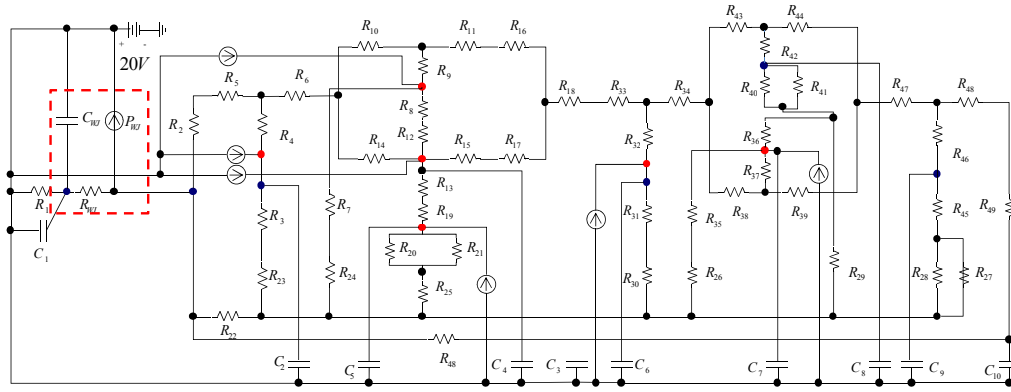 R10 R11 R16 R43 R44
+ -
20V
R9 R42
R5 R6 R8 R18 R33 R34 R40 R41 R47 R48
CWJ PWJ R2 R4 R12 R32 R36 R46
R14 R15 R17 R37
R1 RWJ R13 R38 R39
R3 R7 R19 R31 R35 R45 R49
C1 R20 R21 R29
R23 R24 R25 R30 R26 R28 R27
R22
R48
C2 C5 C4 C3 C6 C7 C8 C9 C10